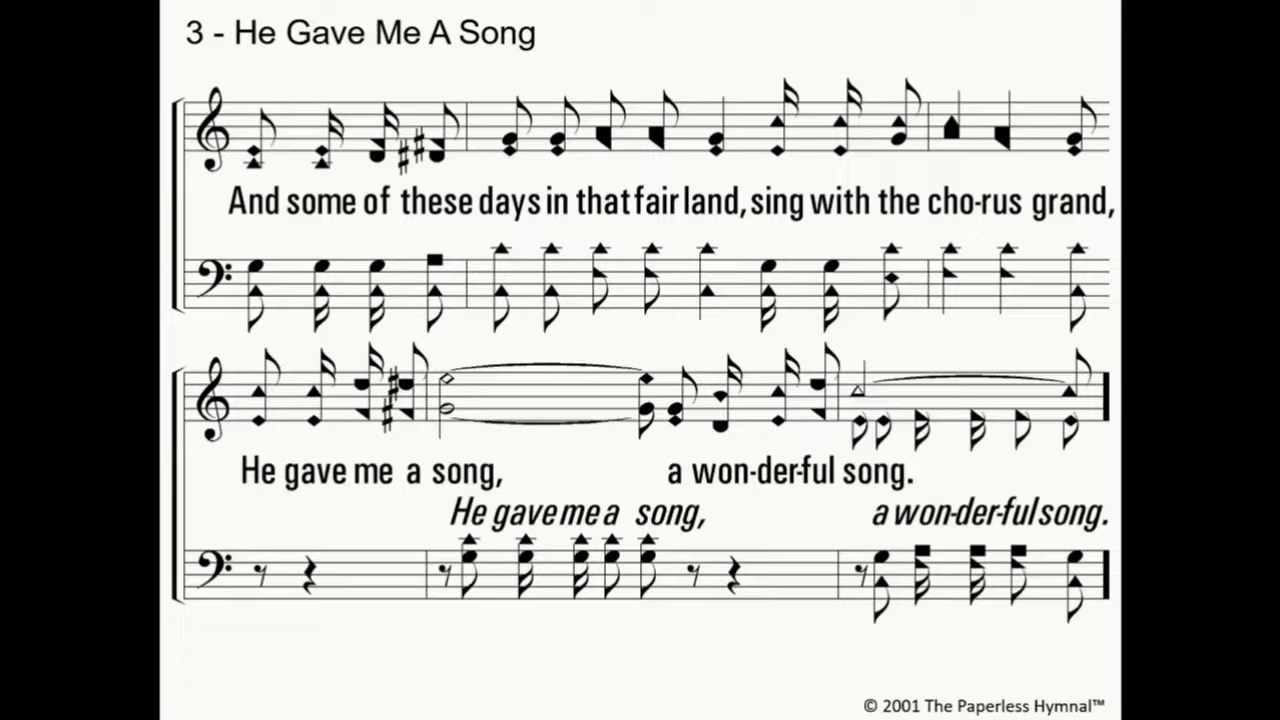 3 - He Gave Me A Song
And some of these days in that fair land, sing with the cho-rus grand,
He gave me a song, a won-der-ful song.
He gave me a song, a won-der-ful song.
© 2001 The Paperless Hymnal™